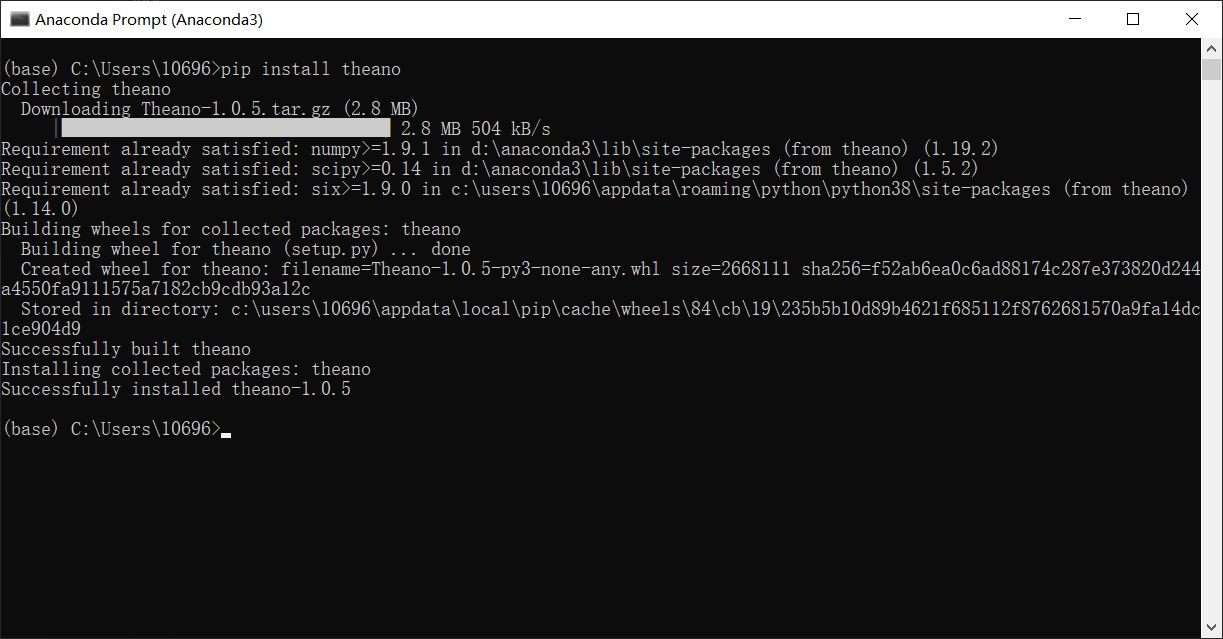 Anaconda Prompt (Anaconda3)
(base) C:\Users\10696>pip install theano
Collecting theano
  Downloading Theano-1.0.5.tar.gz (2.8 MB)
     |████████████████████████████████| 2.8 MB 504 kB/s
Requirement already satisfied: numpy>=1.9.1 in d:\anaconda3\lib\site-packages (from theano) (1.19.2)
Requirement already satisfied: scipy>=0.14 in d:\anaconda3\lib\site-packages (from theano) (1.5.2)
Requirement already satisfied: six>=1.9.0 in c:\users\10696\appdata\roaming\python\python38\site-packages (from theano)
(1.14.0)
Building wheels for collected packages: theano
  Building wheel for theano (setup.py) ... done
  Created wheel for theano: filename=Theano-1.0.5-py3-none-any.whl size=2668111 sha256=f52ab6ea0c6ad88174c287e373820d244
a4550fa9111575a7182cb9cdb93a12c
  Stored in directory: c:\users\10696\appdata\local\pip\cache\wheels\84\cb\19\235b5b10d89b4621f685112f8762681570a9fa14dc
1ce904d9
Successfully built theano
Installing collected packages: theano
Successfully installed theano-1.0.5
(base) C:\Users\10696>